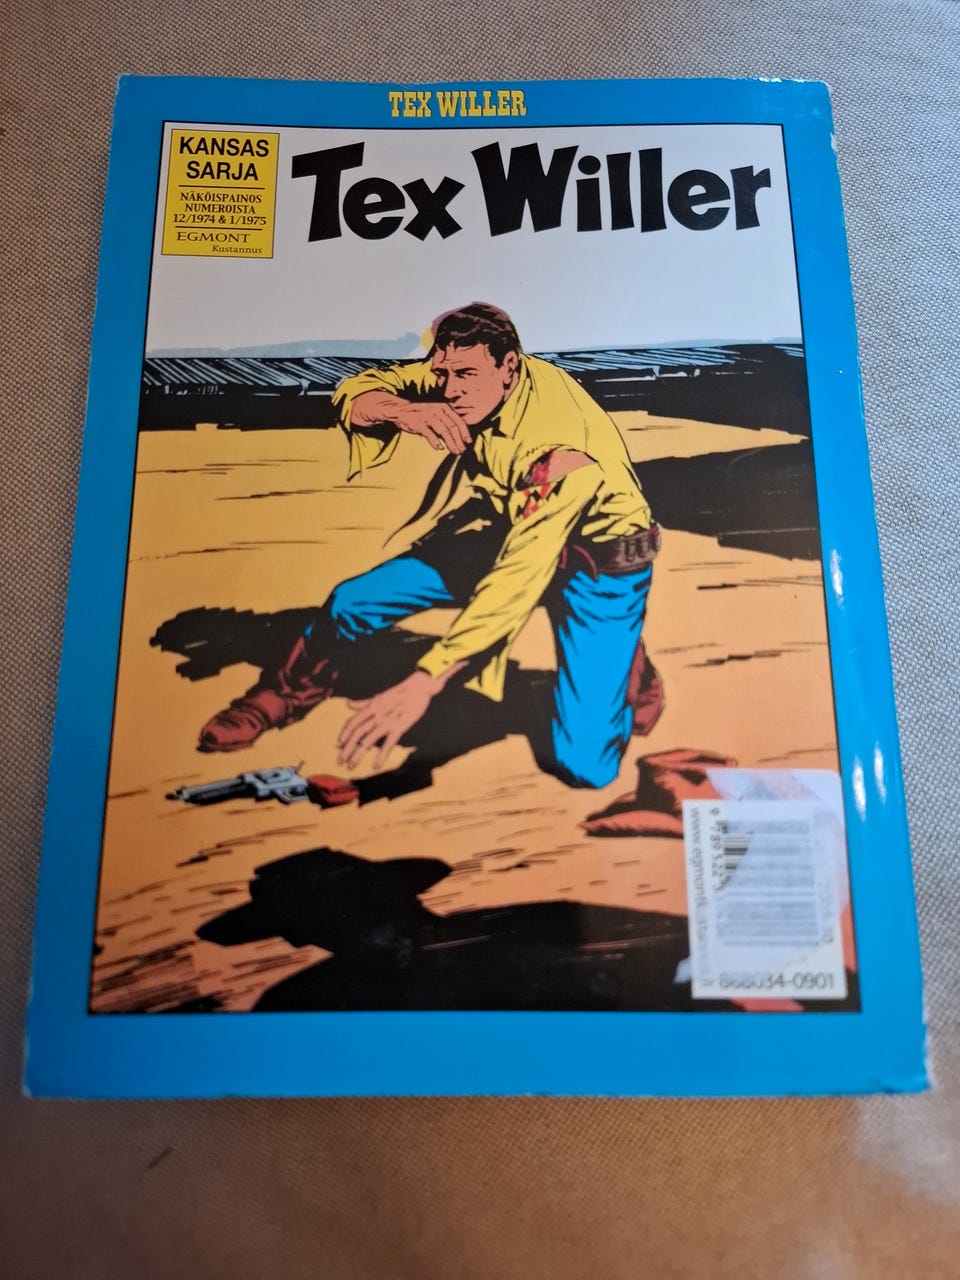 TEX WILLER
KANSAS
SARJA
NÄKÖISPAINOS
NUMEROISTA
12/1974 & 1/1975
EGMONT
Kustannus
Tex Willer
868034-0901